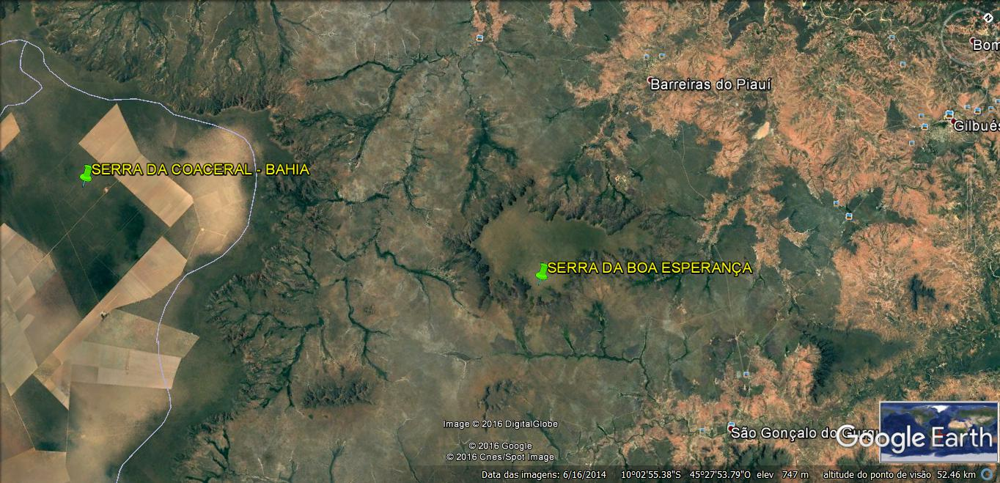 N
Bom
Barreiras do Piauí
Gilbués
SERRA DA COACERAL - BAHIA
SERRA DA BOA ESPERANÇA
Image © 2016 DigitalGlobe
© 2016 Google
© 2016 Cnes/Spot Image
São Gonçalo do Gurgu
Google Earth
Data das imagens: 6/16/2014 10°02'55.38"S 45°27'53.79"O elev 747 m altitude do ponto de visão 52.46 km